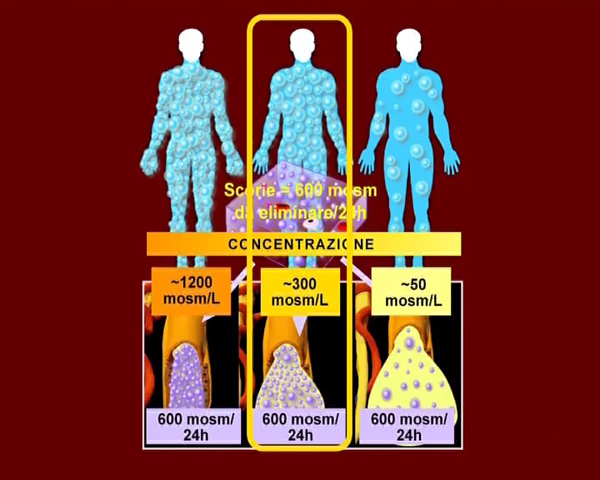 Scorie = 600 mosm
da eliminare/24h
CONCENTRAZIONE
~1200
mosm/L
~300
mosm/L
~50
mosm/L
600 mosm/
24h
600 mosm/
24h
600 mosm/
24h